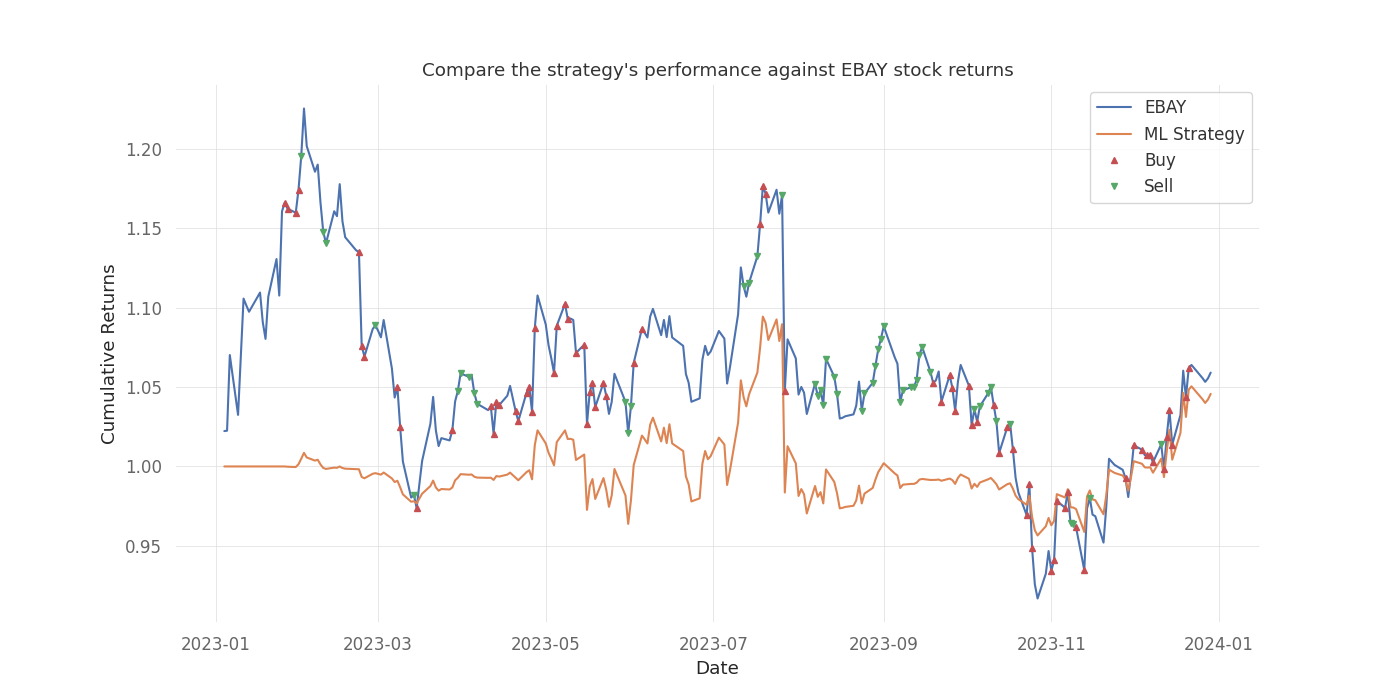 Compare the strategy's performance against EBAY stock returns
EBAY
ML Strategy
Buy
Sell
Cumulative Returns
1.20
1.15
1.10
1.05
1.00
0.95
2023-01 2023-03 2023-05 2023-07 2023-09 2023-11 2024-01
Date